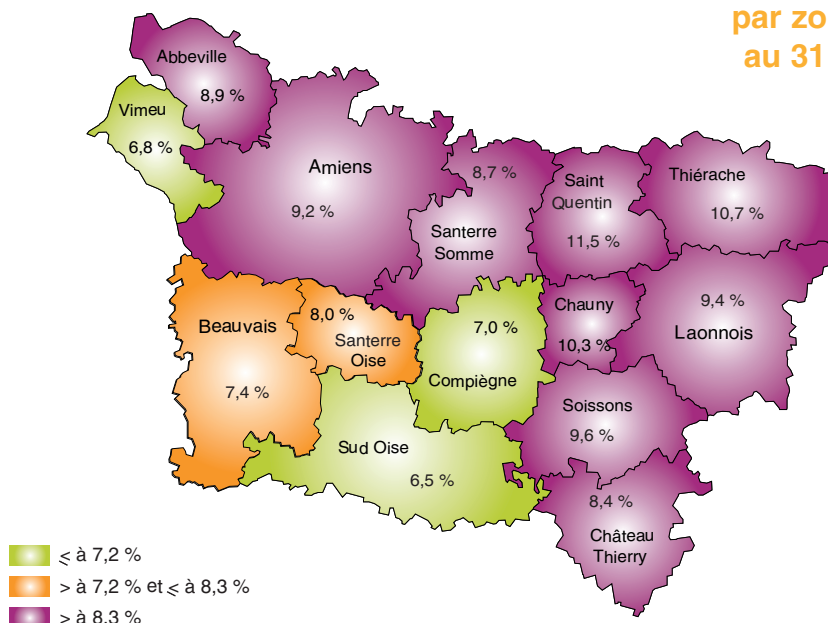 par zo
au 31
Abbeville
8,9 %
Vimeu
6,8 %
Amiens
9,2 %
8,7 %
Santerre
Somme
Saint
Quentin
11,5 %
Thiérache
10,7 %
Beauvais
7,4 %
8,0 %
Santerre
Oise
7,0 %
Compiègne
Chauny
10,3 %
9,4 %
Laonnois
Soissons
9,6 %
Sud Oise
6,5 %
8,4 %
Château
Thierry
⩽ à 7,2 %
> à 7,2 % et ⩽ à 8,3 %
> à 8,3 %